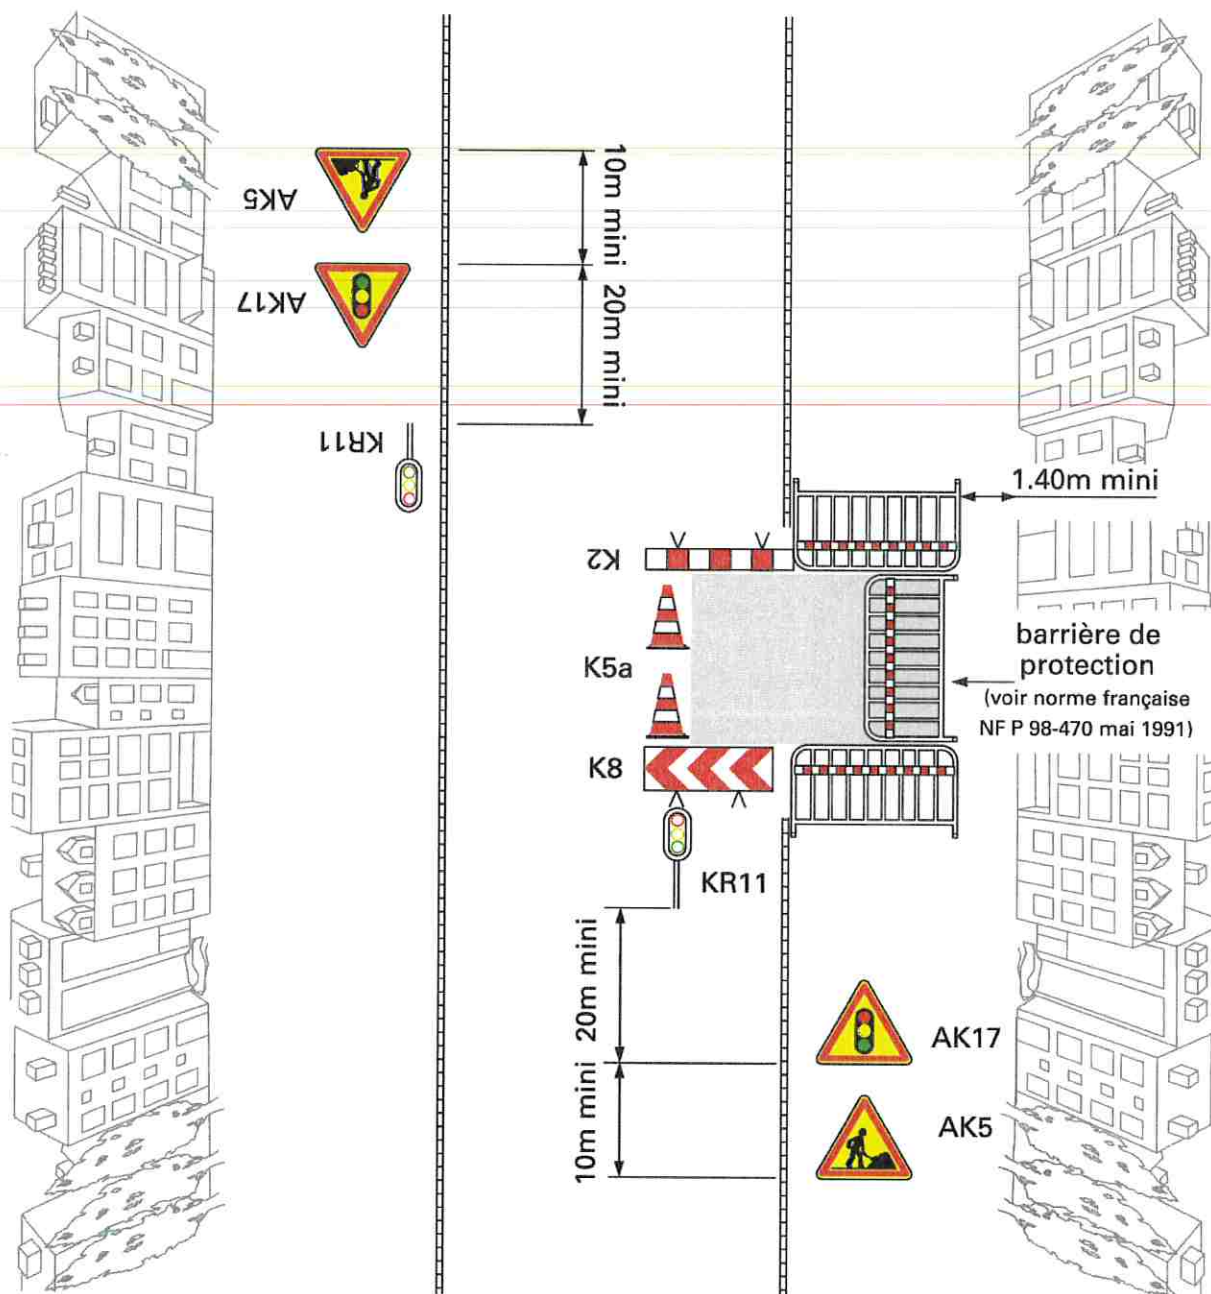 AK5
10m mini
AK17
20m mini
KR11
1.40m mini
K2
K5a
barrière de
protection
(voir norme française
NF P 98-470 mai 1991)
K8
KR11
20m mini
AK17
10m mini
AK5